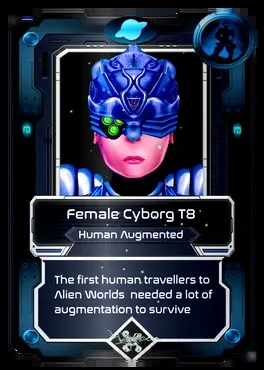 Female Cyborg T8
Human Augmented
The first human travellers to
Alien Worlds needed a lot of
augmentation to survive